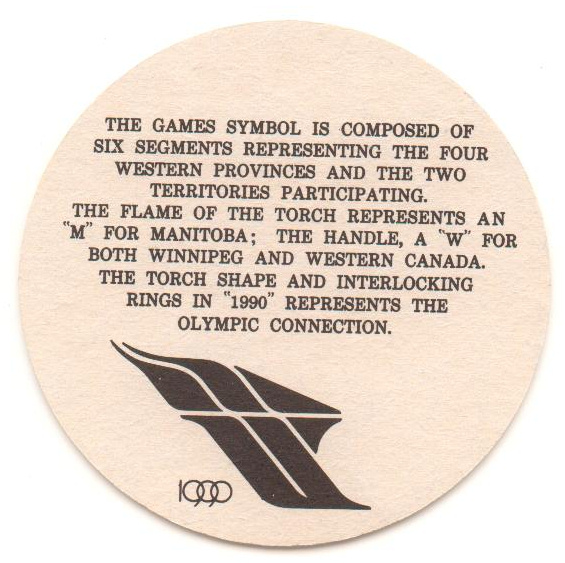 THE GAMES SYMBOL IS COMPOSED OF
SIX SEGMENTS REPRESENTING THE FOUR
WESTERN PROVINCES AND THE TWO
TERRITORIES PARTICIPATING.
THE FLAME OF THE TORCH REPRESENTS AN
"M" FOR MANITOBA; THE HANDLE, A "W" FOR
BOTH WINNIPEG AND WESTERN CANADA.
THE TORCH SHAPE AND INTERLOCKING
RINGS IN "1990" REPRESENTS THE
OLYMPIC CONNECTION.
1990